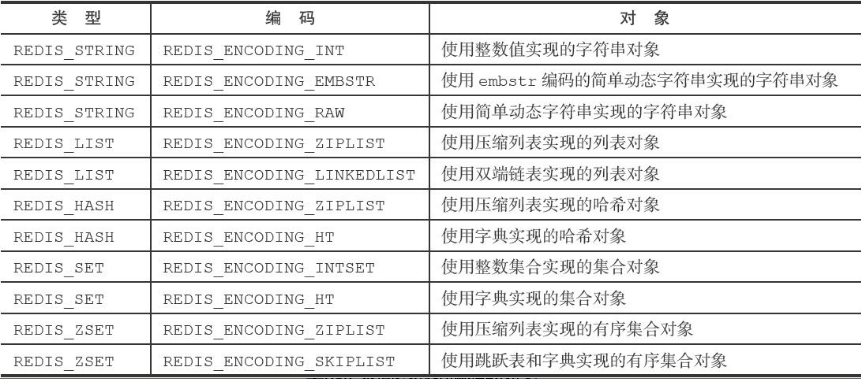 类 型 编 码 对 象
REDIS_STRING REDIS_ENCODING_INT 使用整数值实现的字符串对象
REDIS_STRING REDIS_ENCODING_EMBSTR 使用 embstr 编码的简单动态字符串实现的字符串对象
REDIS_STRING REDIS_ENCODING_RAW 使用简单动态字符串实现的字符串对象
REDIS_LIST REDIS_ENCODING_ZIPLIST 使用压缩列表实现的列表对象
REDIS_LIST REDIS_ENCODING_LINKEDLIST 使用双端链表实现的列表对象
REDIS_HASH REDIS_ENCODING_ZIPLIST 使用压缩列表实现的哈希对象
REDIS_HASH REDIS_ENCODING_HT 使用字典实现的哈希对象
REDIS_SET REDIS_ENCODING_INTSET 使用整数集合实现的集合对象
REDIS_SET REDIS_ENCODING_HT 使用字典实现的集合对象
REDIS_ZSET REDIS_ENCODING_ZIPLIST 使用压缩列表实现的有序集合对象
REDIS_ZSET REDIS_ENCODING_SKIPLIST 使用跳跃表和字典实现的有序集合对象